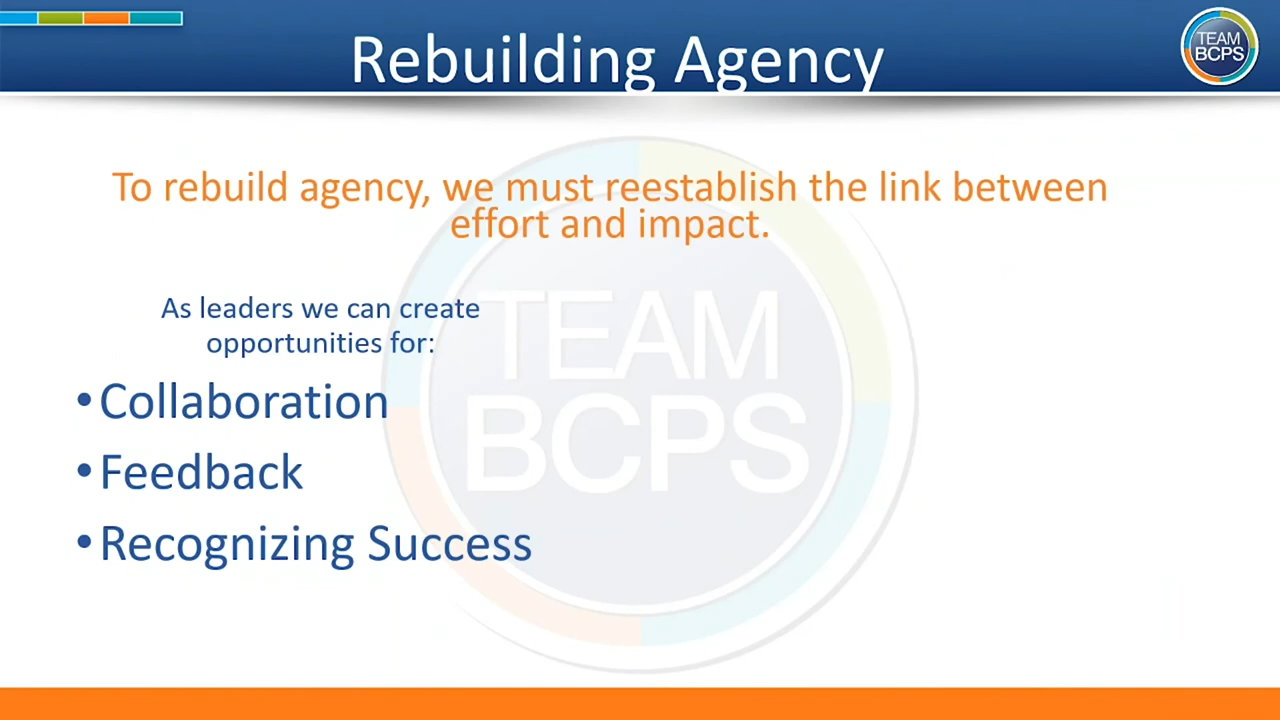 Rebuilding Agency
TEAM
BCPS
To rebuild agency, we must reestablish the link between
effort and impact.
As leaders we can create
opportunities for:
•Collaboration
•Feedback
•Recognizing Success
TEAM
BCPS